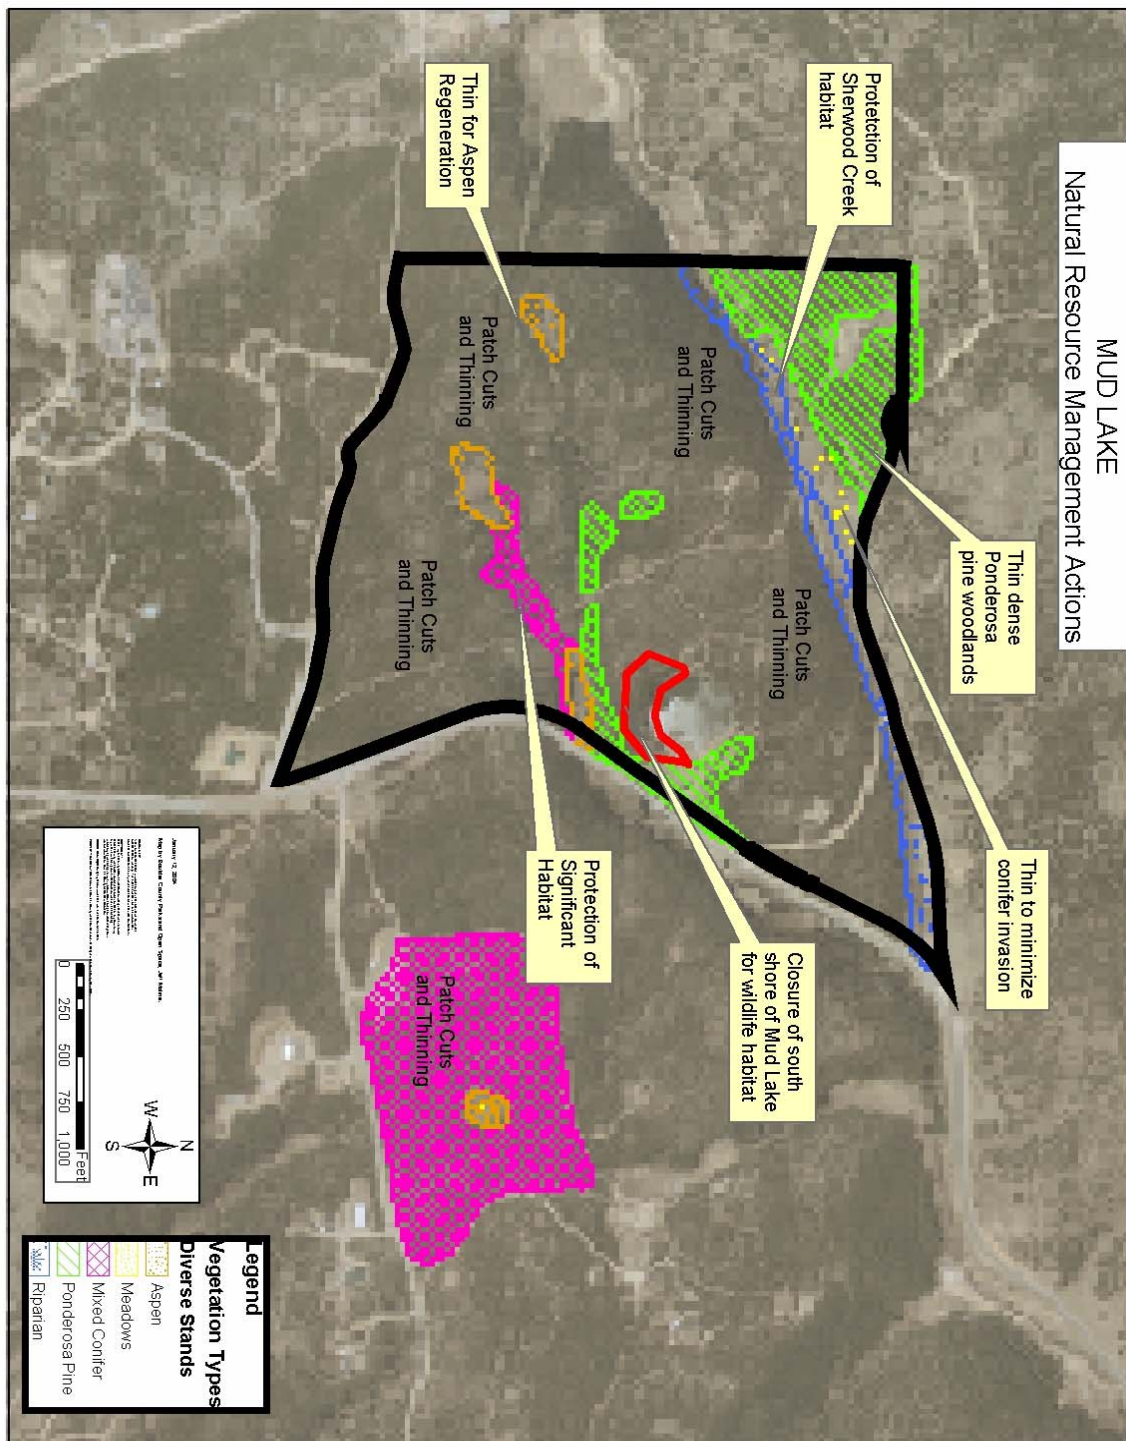 MUD LAKE
Natural Resource Management Actions
Protetction of
Sherwood Creek
habitat
Thin dense
Ponderosa
pine woodlands
Thin to minimize
conifer invasion
Patch Cuts
and Thinning
Patch Cuts
and Thinning
Closure of south
shore of Mud Lake
for wildlife habitat
Thin for Aspen
Regeneration
Patch Cuts
and Thinning
Patch Cuts
and Thinning
Protection of
Significant
Habitat
Patch Cuts
and Thinning
N
W
E
S
0 250 500 750 1,000
Feet
Legend
Vegetation Types
Diverse Stands
Aspen
Meadows
Mixed Conifer
Ponderosa Pine
Riparian